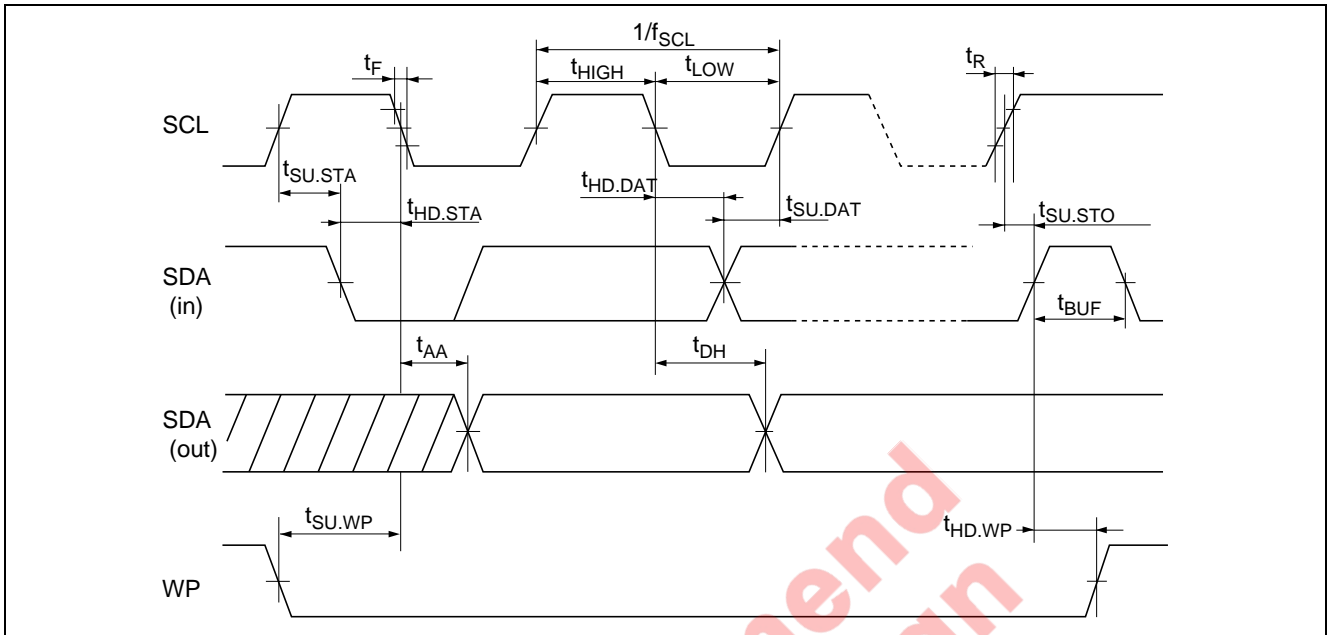 1/fSCL
tF
tHIGH
tLOW
tR
SCL
tSU.STA
tHD.STA
tHD.DAT
tSU.DAT
tSU.STO
SDA
(in)
tBUF
tAA
tDH
SDA
(out)
tSU.WP
tHD.WP
WP